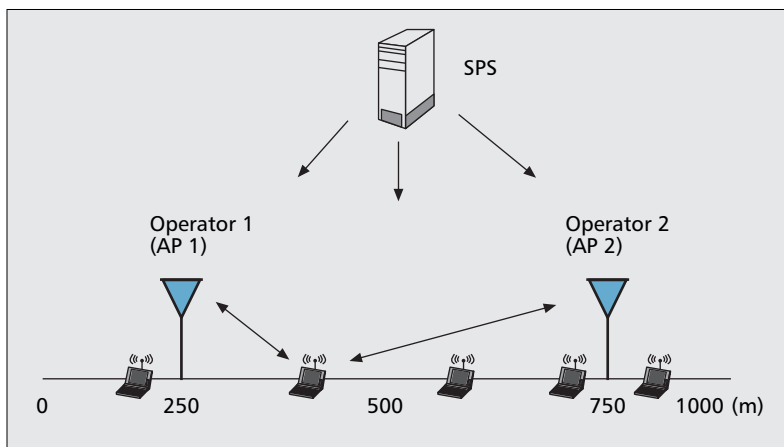 SPS
Operator 1
(AP 1)
Operator 2
(AP 2)
0
250
500
750
1000 (m)